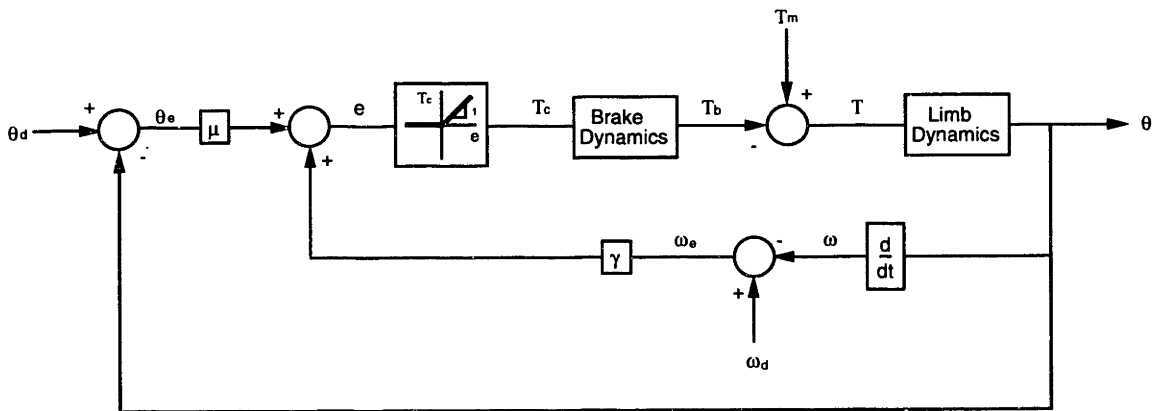 Tm
+
θd
+
-
θe
μ
+
+
e
Tc
1
e
Tc
Brake
Dynamics
Tb
+
-
T
Limb
Dynamics
θ
γ
ωe
-
+
ω
d
dt
ωd